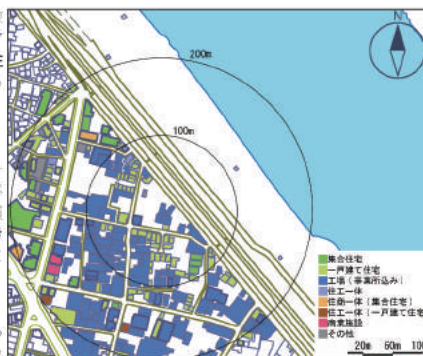 N
200m
100m
集合住宅
一戸建て住宅
工場(事業所込み)
住工一体
住商一体(集合住宅)
住工一体(一戸建て住宅
商業施設
その他
20m 60m 100